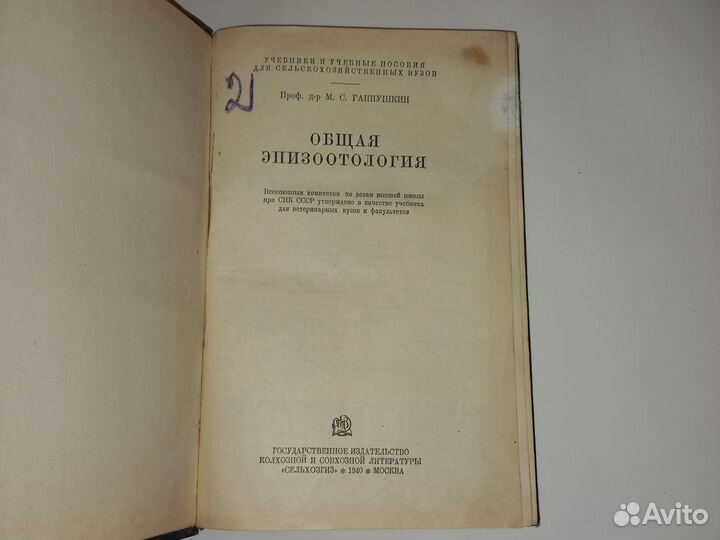 УЧЕБНИКИ И УЧЕБНЫЕ ПОСОБИЯ
ДЛЯ СЕЛЬСКОХОЗЯЙСТВЕННЫХ ВУЗОВ
Проф. д-р М. С. ГАННУШКИН
ОБЩАЯ
ЭПИЗООТОЛОГИЯ
Всесоюзным комитетом по делам высшей школы
при СНК СССР утверждено в качестве учебника
для ветеринарных вузов и факультетов
ГОСУДАРСТВЕННОЕ ИЗДАТЕЛЬСТВО
КОЛХОЗНОЙ И СОВХОЗНОЙ ЛИТЕРАТУРЫ
«СЕЛЬХОЗГИЗ» * 1940 * МОСКВА
Avito